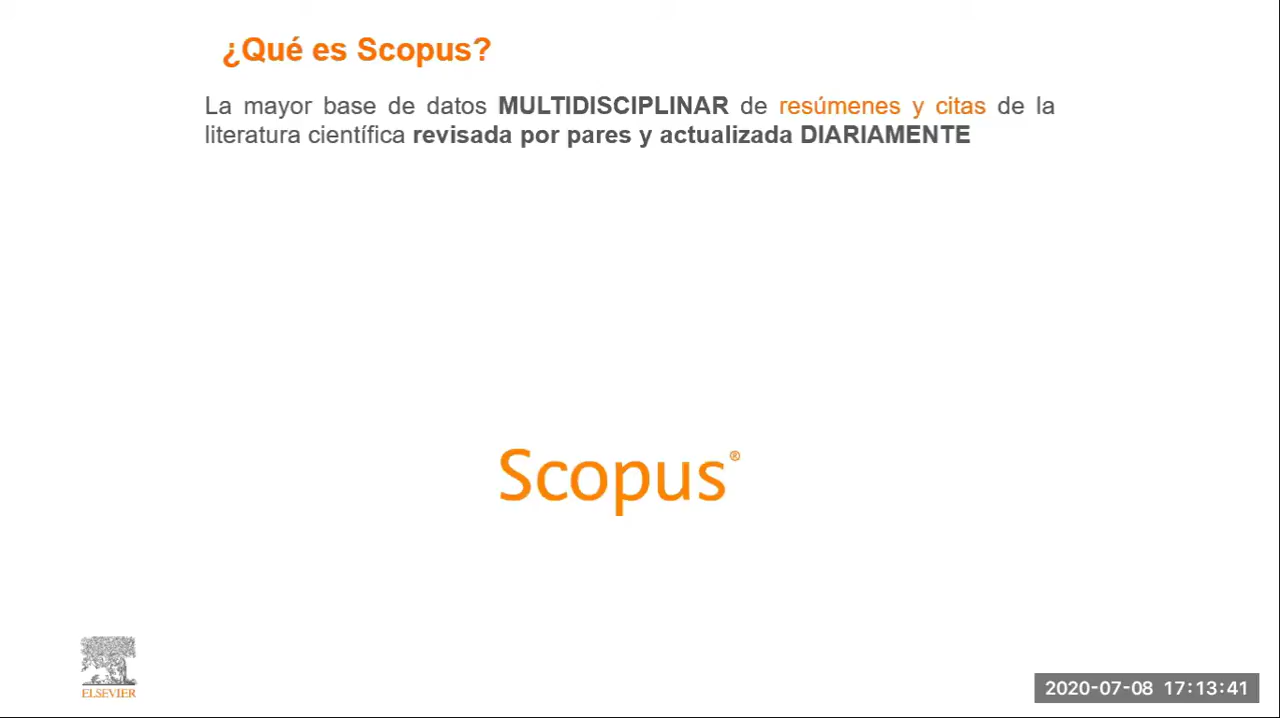 ¿Qué es Scopus?
La mayor base de datos MULTIDISCIPLINAR de resúmenes y citas de la
literatura científica revisada por pares y actualizada DIARIAMENTE
Scopus®
ELSEVIER
2020-07-08 17:13:41